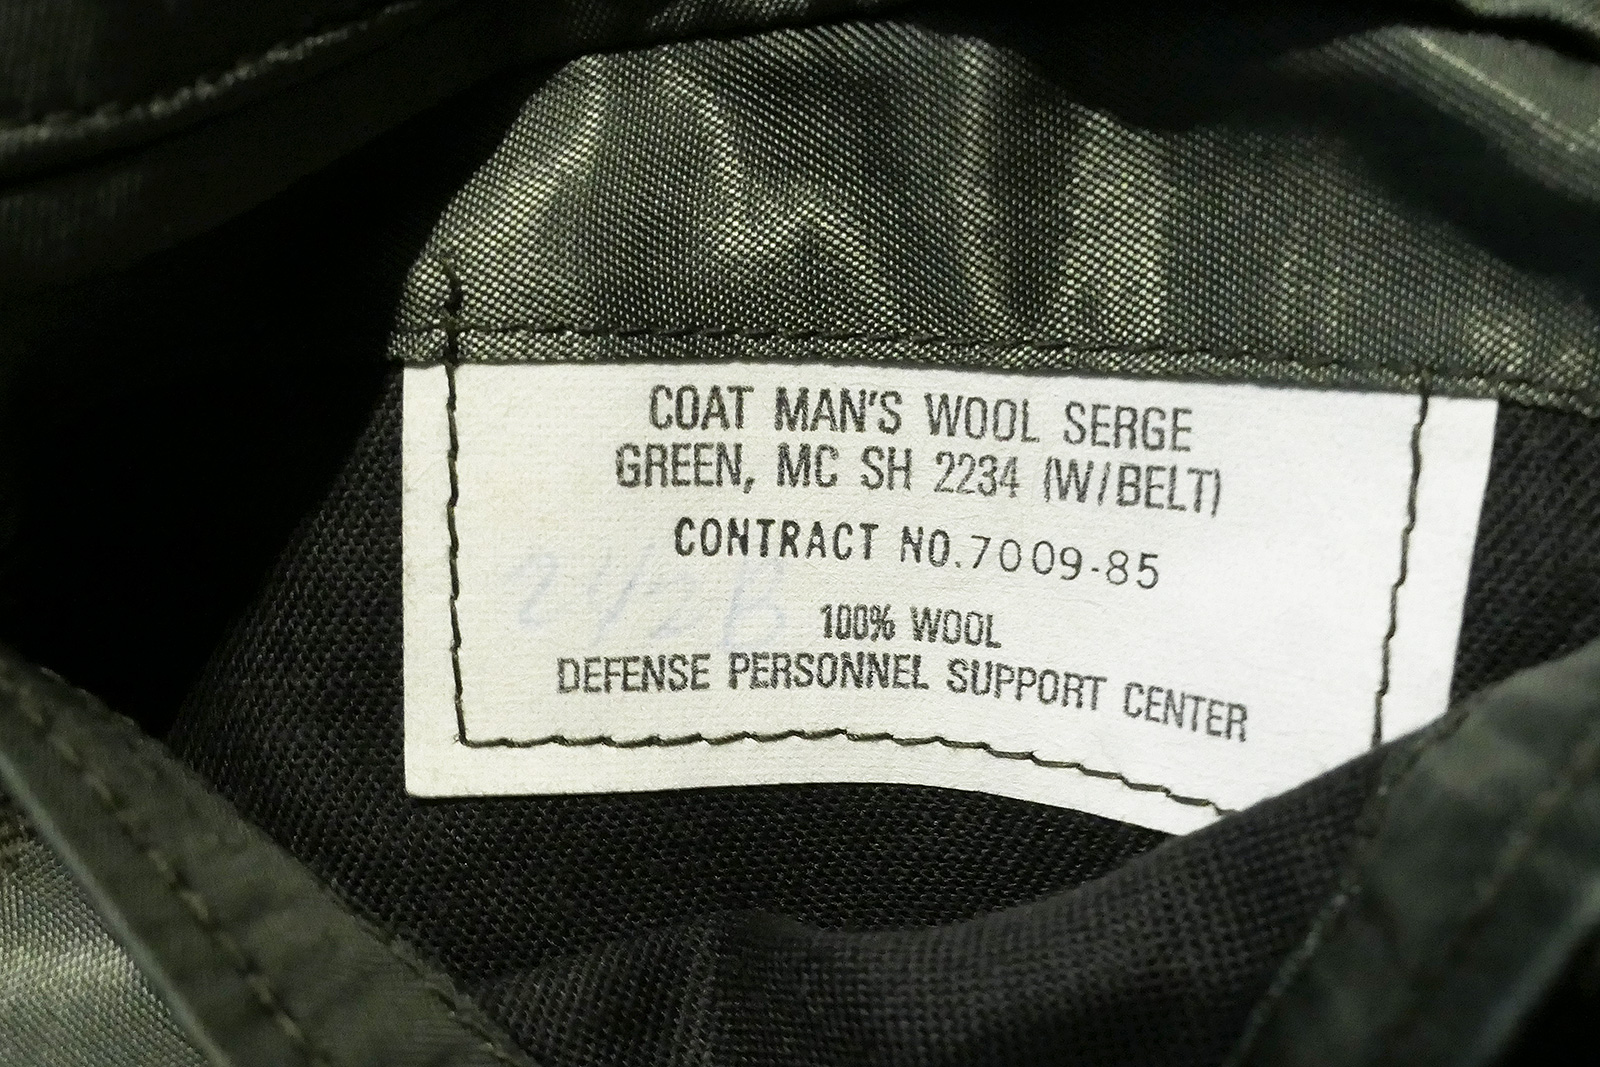 COAT MAN'S WOOL SERGE
GREEN, MC SH 2234 (W/BELT)
CONTRACT NO.7009-85
100% WOOL
DEFENSE PERSONNEL SUPPORT CENTER